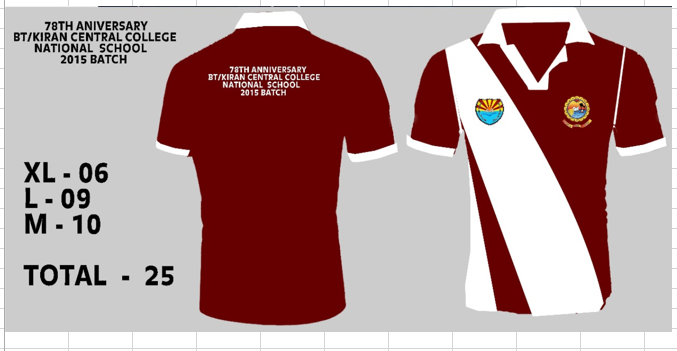 78TH ANIVERSARY
BT/KIRAN CENTRAL COLLEGE
NATIONAL SCHOOL
2015 BATCH
XL - 06
L - 09
M - 10
TOTAL - 25
78TH ANNIVERSARY
BT/KIRAN CENTRAL COLLEGE
NATIONAL SCHOOL
2015 BATCH